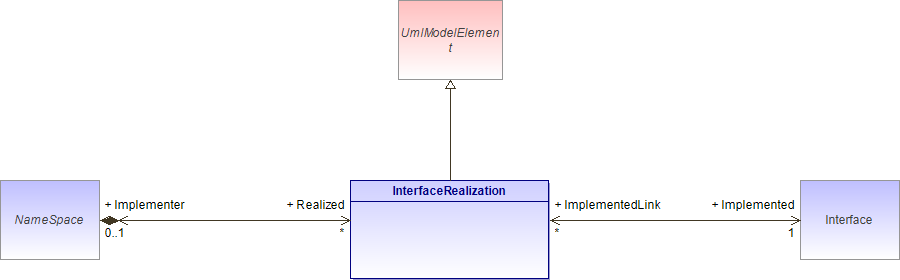 UmlModelElemen
t
InterfaceRealization
NameSpace
+ Implementer
0..1
+ Realized
*
+ ImplementedLink
*
+ Implemented
1
Interface